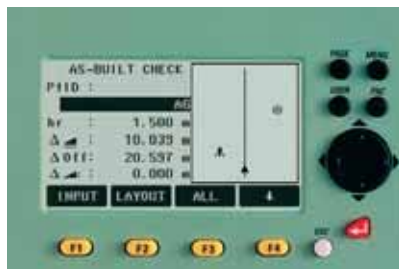 AS-BUILT CHECK
PtID :
AG
hr : 1.500 m
Δ : 10.039 m
ΔOff: 20.597 m
Δ : 0.000 m
INPUT LAYOUT ALL
PAGE MENU
USER FNC
ESC
F1 F2 F3 F4